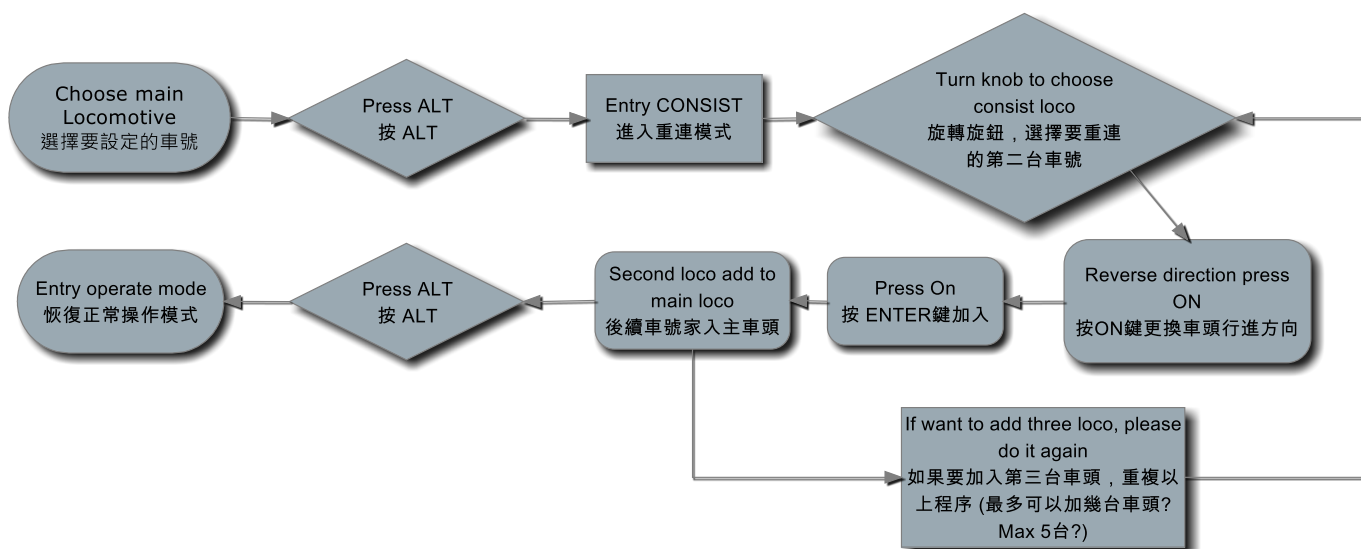 Choose main
Locomotive
選擇要設定的車號
Press ALT
按 ALT
Entry CONSIST
進入重連模式
Turn knob to choose
consist loco
旋轉旋鈕，選擇要重連
的第二台車號
Reverse direction press
ON
按ON鍵更換車頭行進方向
Press On
按 ENTER鍵加入
Second loco add to
main loco
後續車號家入主車頭
Press ALT
按 ALT
Entry operate mode
恢復正常操作模式
If want to add three loco, please
do it again
如果要加入第三台車頭，重複以
上程序 (最多可以加幾台車頭?
Max 5台?)